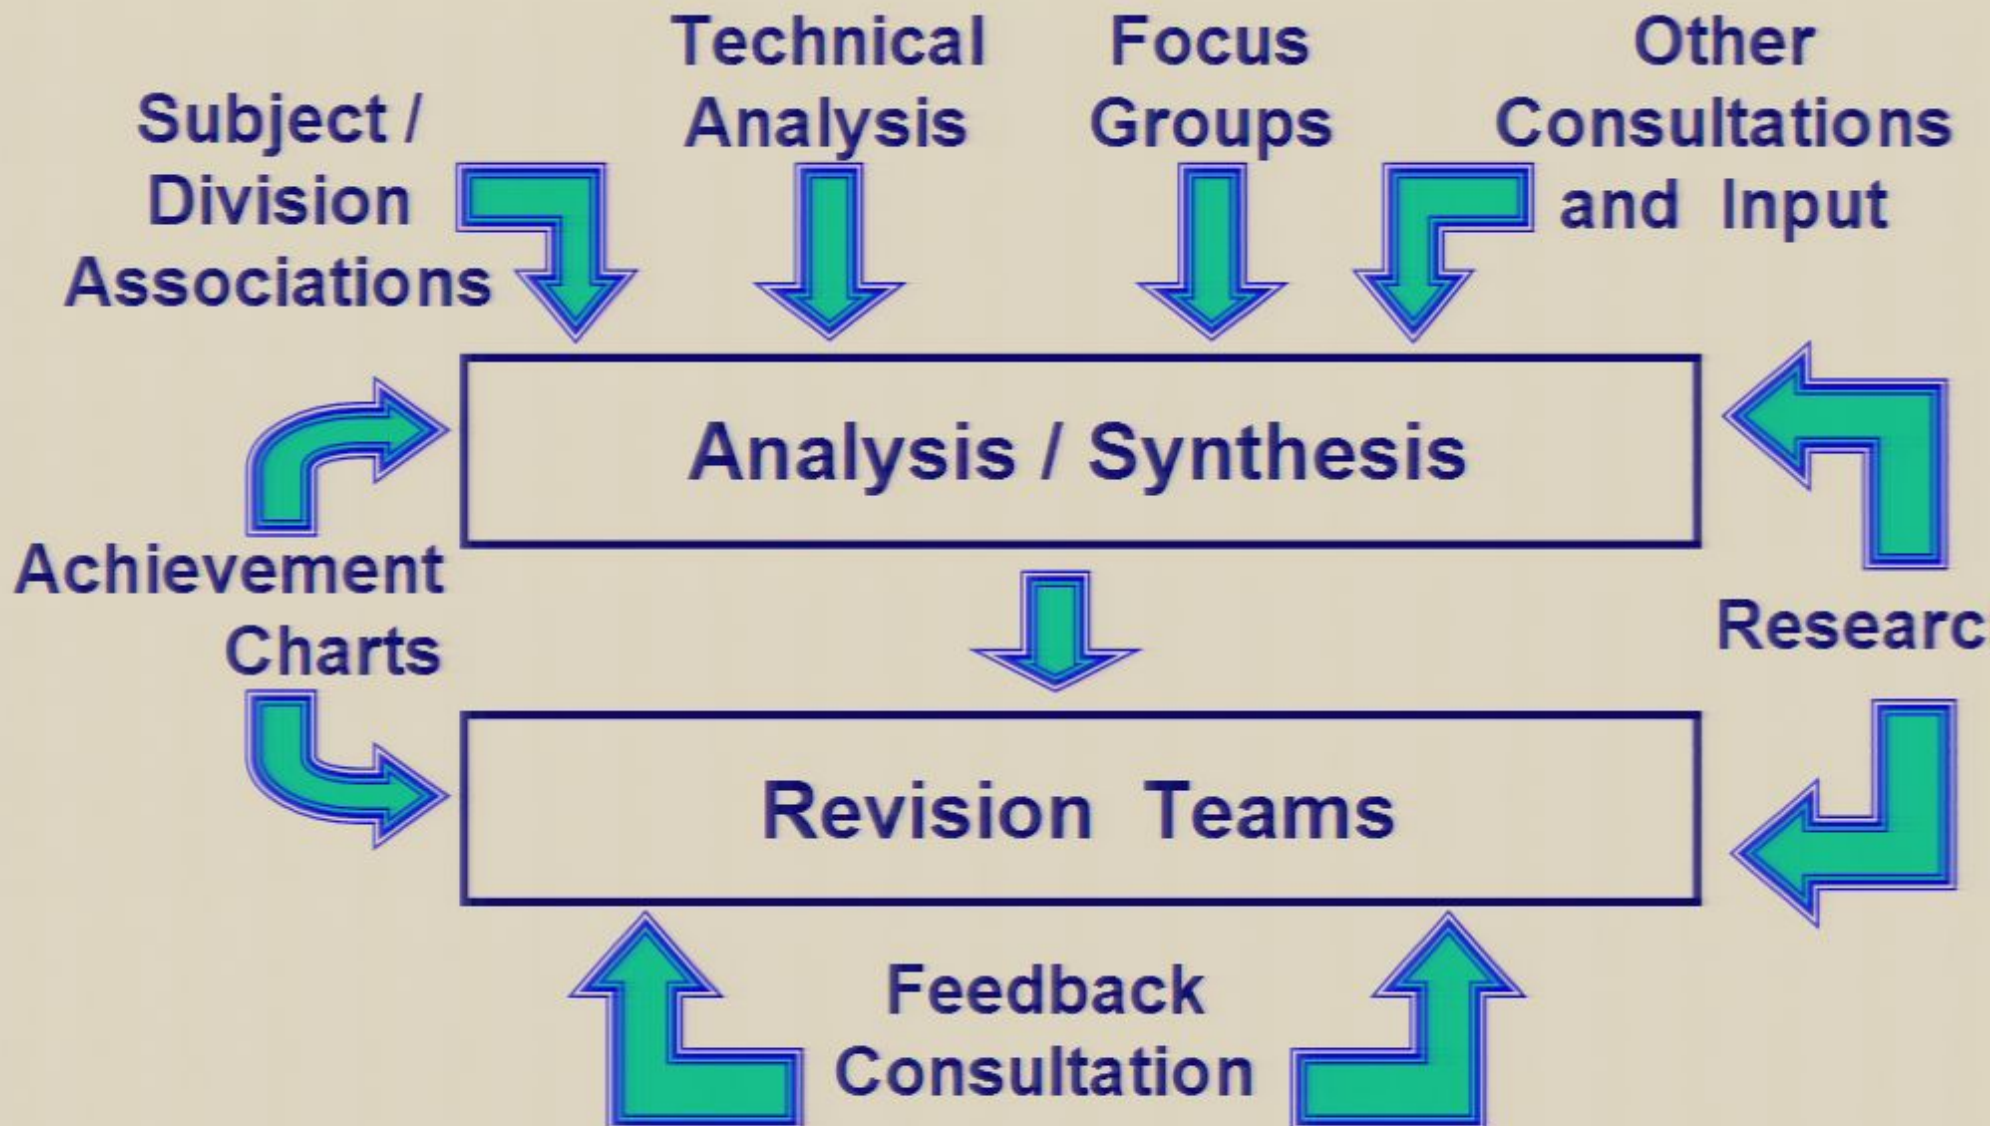 Technical
Analysis
Focus
Groups
Other
Consultations
and Input
Subject /
Division
Associations
Analysis / Synthesis
Achievement
Charts
Researc
Revision Teams
Feedback
Consultation